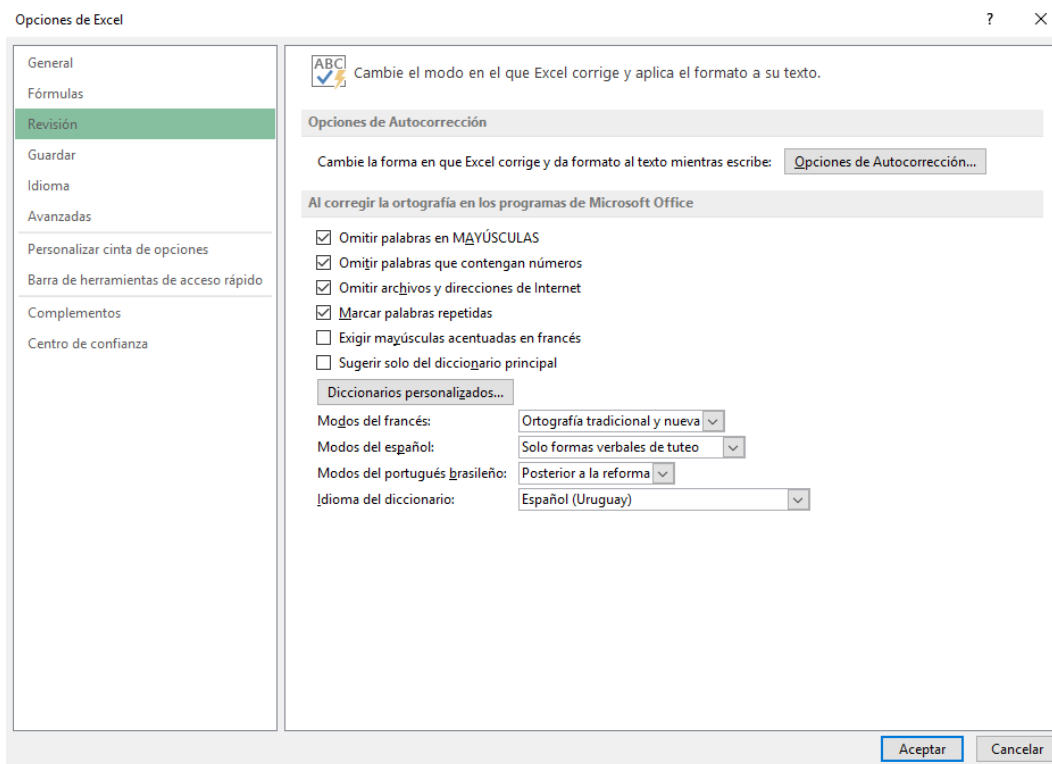 Opciones de Excel
?
General
Fórmulas
Revisión
Guardar
Idioma
Avanzadas
Personalizar cinta de opciones
Barra de herramientas de acceso rápido
Complementos
Centro de confianza
ABC
Cambie el modo en el que Excel corrige y aplica el formato a su texto.
Opciones de Autocorrección
Cambie la forma en que Excel corrige y da formato al texto mientras escribe: Opciones de Autocorrección...
Al corregir la ortografía en los programas de Microsoft Office
Omitir palabras en MAYÚSCULAS
Omitir palabras que contengan números
Omitir archivos y direcciones de Internet
Marcar palabras repetidas
Exigir mayúsculas acentuadas en francés
Sugerir solo del diccionario principal
Diccionarios personalizados...
Modos del francés: Ortografía tradicional y nueva
Modos del español: Solo formas verbales de tuteo
Modos del portugués brasileño: Posterior a la reforma
Idioma del diccionario: Español (Uruguay)
Aceptar Cancelar